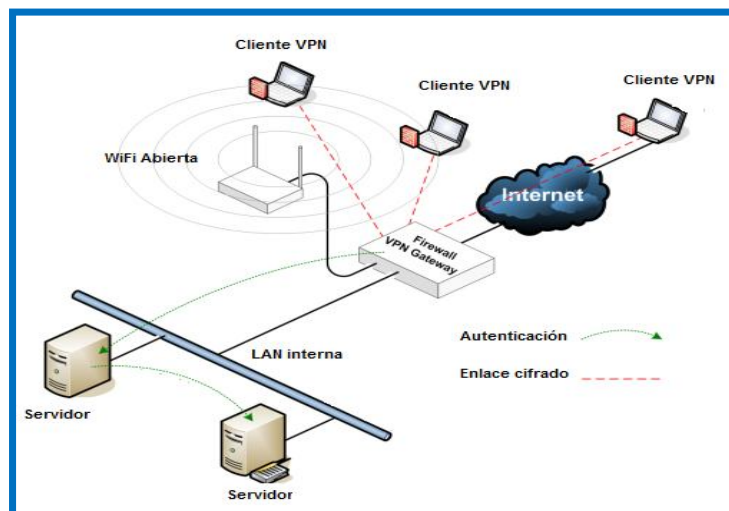 Cliente VPN
Cliente VPN
Cliente VPN
WiFi Abierta
Internet
Firewall
VPN Gateway
Autenticación
LAN interna
Enlace cifrado
Servidor
Servidor